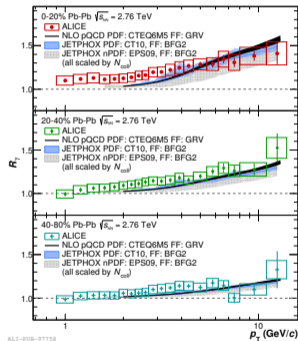 0-20% Pb-Pb √sNN = 2.76 TeV
ALICE
NLO pQCD PDF: CTEQ6M5 FF: GRV
JETPHOX PDF: CT10, FF: BFG2
JETPHOX nPDF: EPS09, FF: BFG2
(all scaled by Ncoll)
1.5
1.0
20-40% Pb-Pb √sNN = 2.76 TeV
ALICE
NLO pQCD PDF: CTEQ6M5 FF: GRV
JETPHOX PDF: CT10, FF: BFG2
JETPHOX nPDF: EPS09, FF: BFG2
(all scaled by Ncoll)
1.5
1.0
Rγ
40-80% Pb-Pb √sNN = 2.76 TeV
ALICE
NLO pQCD PDF: CTEQ6M5 FF: GRV
JETPHOX PDF: CT10, FF: BFG2
JETPHOX nPDF: EPS09, FF: BFG2
(all scaled by Ncoll)
1.5
1.0
1 10
pT (GeV/c)
ALI-PUB-97758